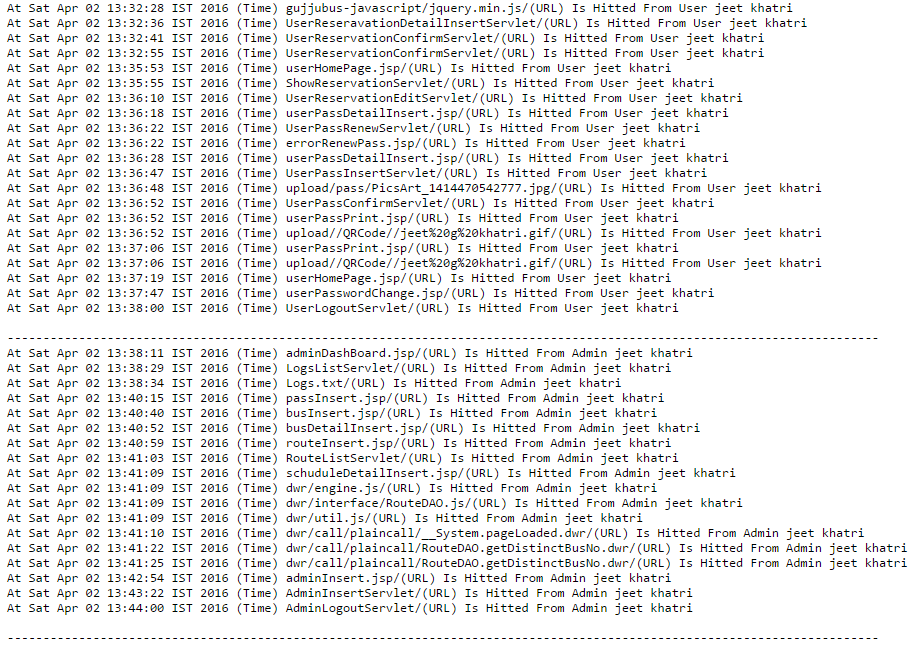 At Sat Apr 02 13:32:28 IST 2016 (Time) gujjubus-javascript/jquery.min.js/(URL) Is Hitted From User jeet khatri
At Sat Apr 02 13:32:36 IST 2016 (Time) UserReseravationDetailInsertServlet/(URL) Is Hitted From User jeet khatri
At Sat Apr 02 13:32:41 IST 2016 (Time) UserReservationConfirmServlet/(URL) Is Hitted From User jeet khatri
At Sat Apr 02 13:32:55 IST 2016 (Time) UserReservationConfirmServlet/(URL) Is Hitted From User jeet khatri
At Sat Apr 02 13:35:53 IST 2016 (Time) userHomePage.jsp/(URL) Is Hitted From User jeet khatri
At Sat Apr 02 13:35:55 IST 2016 (Time) ShowReservationServlet/(URL) Is Hitted From User jeet khatri
At Sat Apr 02 13:36:10 IST 2016 (Time) UserReservationEditServlet/(URL) Is Hitted From User jeet khatri
At Sat Apr 02 13:36:18 IST 2016 (Time) userPassDetailInsert.jsp/(URL) Is Hitted From User jeet khatri
At Sat Apr 02 13:36:22 IST 2016 (Time) UserPassRenewServlet/(URL) Is Hitted From User jeet khatri
At Sat Apr 02 13:36:22 IST 2016 (Time) errorRenewPass.jsp/(URL) Is Hitted From User jeet khatri
At Sat Apr 02 13:36:28 IST 2016 (Time) userPassDetailInsert.jsp/(URL) Is Hitted From User jeet khatri
At Sat Apr 02 13:36:47 IST 2016 (Time) UserPassInsertServlet/(URL) Is Hitted From User jeet khatri
At Sat Apr 02 13:36:48 IST 2016 (Time) upload/pass/PicsArt_1414470542777.jpg/(URL) Is Hitted From User jeet khatri
At Sat Apr 02 13:36:52 IST 2016 (Time) UserPassConfirmServlet/(URL) Is Hitted From User jeet khatri
At Sat Apr 02 13:36:52 IST 2016 (Time) userPassPrint.jsp/(URL) Is Hitted From User jeet khatri
At Sat Apr 02 13:36:52 IST 2016 (Time) upload//QRCode//jeet%20g%20khatri.gif/(URL) Is Hitted From User jeet khatri
At Sat Apr 02 13:37:06 IST 2016 (Time) userPassPrint.jsp/(URL) Is Hitted From User jeet khatri
At Sat Apr 02 13:37:06 IST 2016 (Time) upload//QRCode//jeet%20g%20khatri.gif/(URL) Is Hitted From User jeet khatri
At Sat Apr 02 13:37:19 IST 2016 (Time) userHomePage.jsp/(URL) Is Hitted From User jeet khatri
At Sat Apr 02 13:37:47 IST 2016 (Time) userPasswordChange.jsp/(URL) Is Hitted From User jeet khatri
At Sat Apr 02 13:38:00 IST 2016 (Time) UserLogoutServlet/(URL) Is Hitted From User jeet khatri
--------------------------------------------------------------------------------------------------------------------------
At Sat Apr 02 13:38:11 IST 2016 (Time) adminDashBoard.jsp/(URL) Is Hitted From Admin jeet khatri
At Sat Apr 02 13:38:29 IST 2016 (Time) LogsListServlet/(URL) Is Hitted From Admin jeet khatri
At Sat Apr 02 13:38:34 IST 2016 (Time) Logs.txt/(URL) Is Hitted From Admin jeet khatri
At Sat Apr 02 13:40:15 IST 2016 (Time) passInsert.jsp/(URL) Is Hitted From Admin jeet khatri
At Sat Apr 02 13:40:40 IST 2016 (Time) busInsert.jsp/(URL) Is Hitted From Admin jeet khatri
At Sat Apr 02 13:40:52 IST 2016 (Time) busDetailInsert.jsp/(URL) Is Hitted From Admin jeet khatri
At Sat Apr 02 13:40:59 IST 2016 (Time) routeInsert.jsp/(URL) Is Hitted From Admin jeet khatri
At Sat Apr 02 13:41:03 IST 2016 (Time) RouteListServlet/(URL) Is Hitted From Admin jeet khatri
At Sat Apr 02 13:41:09 IST 2016 (Time) schuduleDetailInsert.jsp/(URL) Is Hitted From Admin jeet khatri
At Sat Apr 02 13:41:09 IST 2016 (Time) dwr/engine.js/(URL) Is Hitted From Admin jeet khatri
At Sat Apr 02 13:41:09 IST 2016 (Time) dwr/interface/RouteDAO.js/(URL) Is Hitted From Admin jeet khatri
At Sat Apr 02 13:41:09 IST 2016 (Time) dwr/util.js/(URL) Is Hitted From Admin jeet khatri
At Sat Apr 02 13:41:10 IST 2016 (Time) dwr/call/plaincall/__System.pageLoaded.dwr/(URL) Is Hitted From Admin jeet khatri
At Sat Apr 02 13:41:22 IST 2016 (Time) dwr/call/plaincall/RouteDAO.getDistinctBusNo.dwr/(URL) Is Hitted From Admin jeet khatri
At Sat Apr 02 13:41:25 IST 2016 (Time) dwr/call/plaincall/RouteDAO.getDistinctBusNo.dwr/(URL) Is Hitted From Admin jeet khatri
At Sat Apr 02 13:42:54 IST 2016 (Time) adminInsert.jsp/(URL) Is Hitted From Admin jeet khatri
At Sat Apr 02 13:43:22 IST 2016 (Time) AdminInsertServlet/(URL) Is Hitted From Admin jeet khatri
At Sat Apr 02 13:44:00 IST 2016 (Time) AdminLogoutServlet/(URL) Is Hitted From Admin jeet khatri
--------------------------------------------------------------------------------------------------------------------------